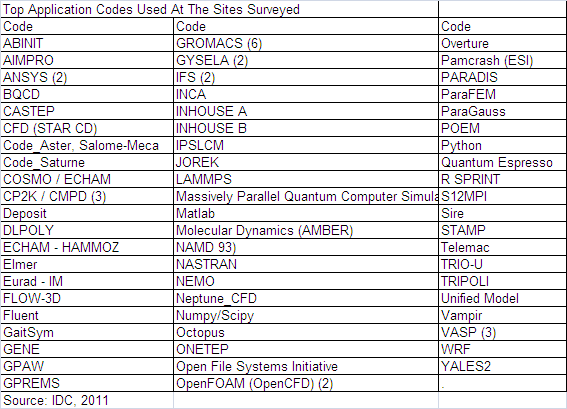 Top Application Codes Used At The Sites Surveyed
Code Code Code
ABINIT GROMACS (6) Overture
AIMPRO GYSELA (2) Pamcrash (ESI)
ANSYS (2) IFS (2) PARADIS
BQCD INCA ParaFEM
CASTEP INHOUSE A ParaGauss
CFD (STAR CD) INHOUSE B POEM
Code_Aster, Salome-Meca IPSLCM Python
Code_Saturne JOREK Quantum Espresso
COSMO / ECHAM LAMMPS R SPRINT
CP2K / CMPD (3) Massively Parallel Quantum Computer Simula S12MPI
Deposit Matlab Sire
DLPOLY Molecular Dynamics (AMBER) STAMP
ECHAM - HAMMOZ NAMD 93) Telemac
Elmer NASTRAN TRIO-U
Eurad - IM NEMO TRIPOLI
FLOW-3D Neptune_CFD Unified Model
Fluent Numpy/Scipy Vampir
GaitSym Octopus VASP (3)
GENE ONETEP WRF
GPAW Open File Systems Initiative YALES2
GPREMS OpenFOAM (OpenCFD) (2) .
Source: IDC, 2011